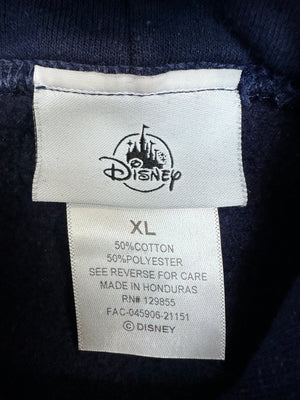 Disney
XL
50%COTTON
50%POLYESTER
SEE REVERSE FOR CARE
MADE IN HONDURAS
RN# 129855
FAC-045906-21151
©DISNEY